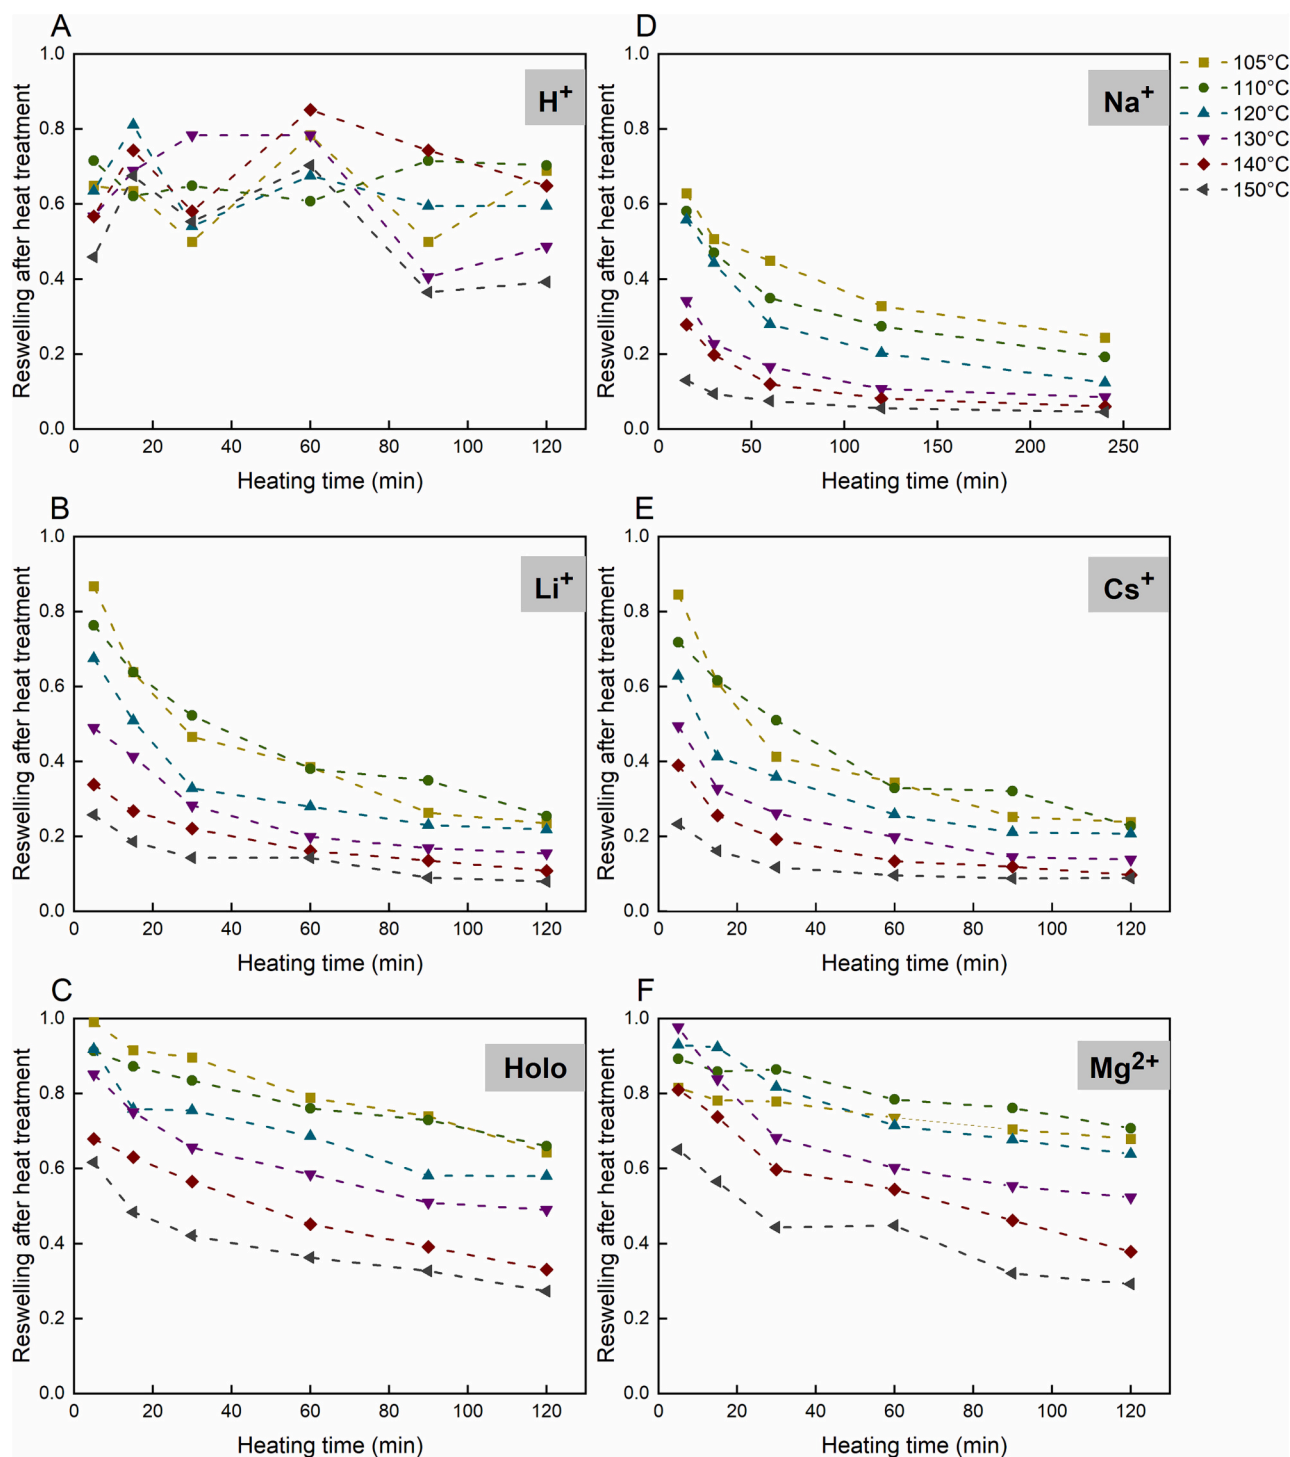 A
H+
Reswelling after heat treatment
1.0
0.8
0.6
0.4
0.2
0.0
0 20 40 60 80 100 120
Heating time (min)
D
Na+
Reswelling after heat treatment
1.0
0.8
0.6
0.4
0.2
0.0
0 50 100 150 200 250
Heating time (min)
105°C
110°C
120°C
130°C
140°C
150°C
B
Li+
Reswelling after heat treatment
1.0
0.8
0.6
0.4
0.2
0.0
0 20 40 60 80 100 120
Heating time (min)
E
Cs+
Reswelling after heat treatment
1.0
0.8
0.6
0.4
0.2
0.0
0 20 40 60 80 100 120
Heating time (min)
C
Holo
Reswelling after heat treatment
1.0
0.8
0.6
0.4
0.2
0.0
0 20 40 60 80 100 120
Heating time (min)
F
Mg2+
Reswelling after heat treatment
1.0
0.8
0.6
0.4
0.2
0.0
0 20 40 60 80 100 120
Heating time (min)